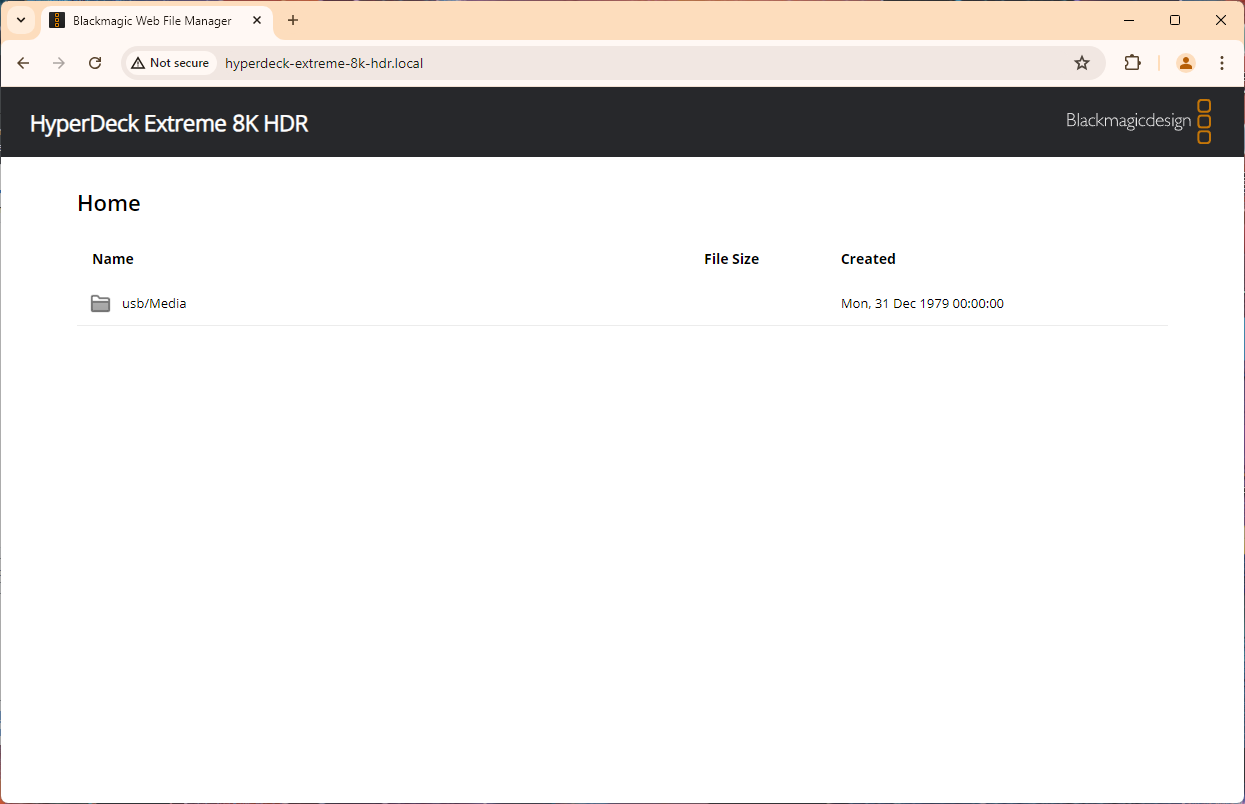 Blackmagic Web File Manager
Not secure
hyperdeck-extreme-8k-hdr.local
HyperDeck Extreme 8K HDR
Blackmagicdesign
Home
Name File Size Created
usb/Media Mon, 31 Dec 1979 00:00:00